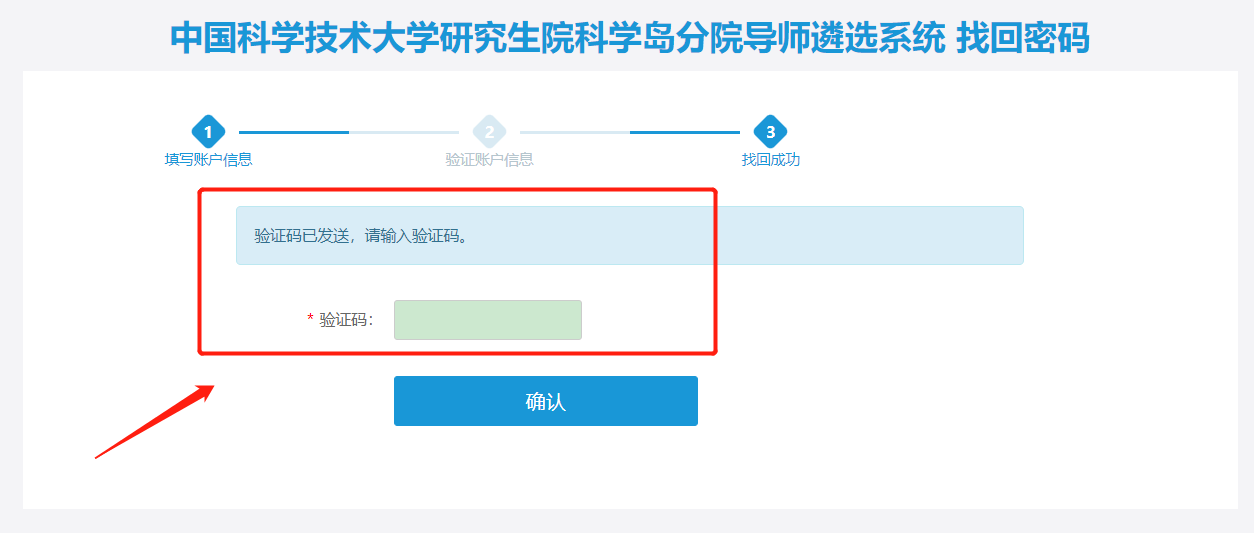 中国科学技术大学研究生院科学岛分院导师遴选系统 找回密码
1
2
3
填写账户信息
验证账户信息
找回成功
验证码已发送，请输入验证码。
* 验证码：
确认